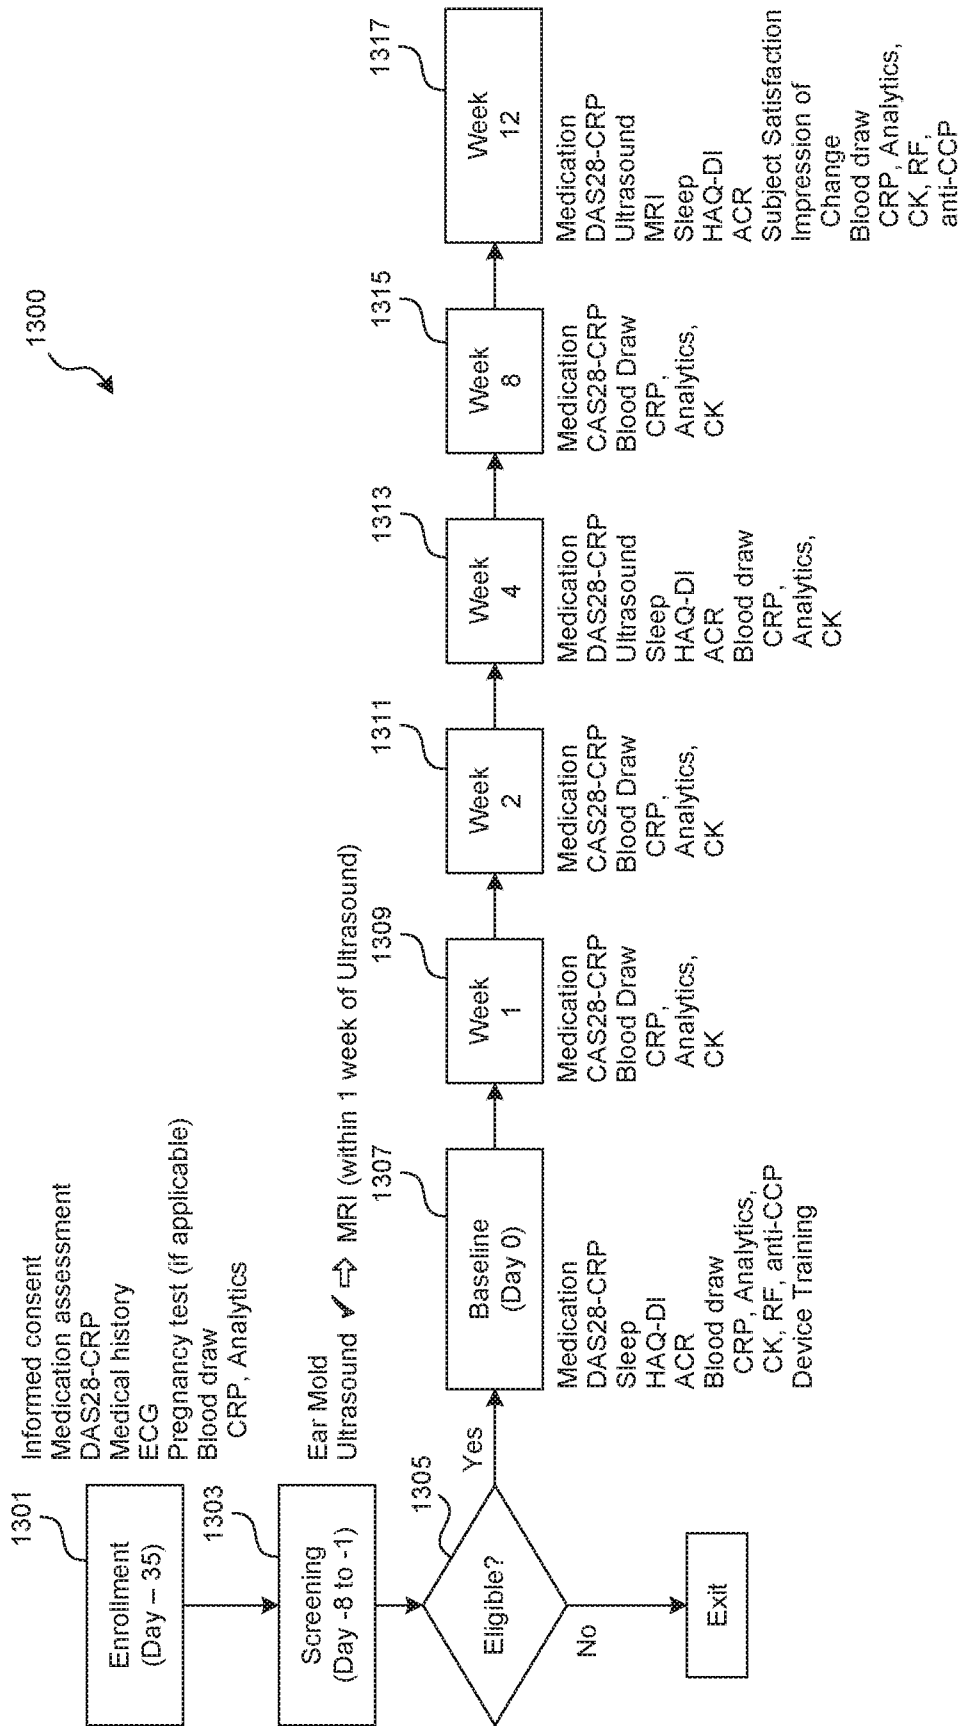 1300
1301
Enrollment
(Day – 35)
Informed consent
Medication assessment
DAS28-CRP
Medical history
ECG
Pregnancy test (if applicable)
Blood draw
CRP, Analytics
1303
Screening
(Day -8 to -1)
Ear Mold
Ultrasound ✔ ⇨ MRI (within 1 week of Ultrasound)
1305
Eligible?
Yes
No
Exit
1307
Baseline
(Day 0)
Medication
DAS28-CRP
Sleep
HAQ-DI
ACR
Blood draw
CRP, Analytics,
CK, RF, anti-CCP
Device Training
1309
Week
1
Medication
CAS28-CRP
Blood Draw
CRP,
Analytics,
CK
1311
Week
2
Medication
CAS28-CRP
Blood Draw
CRP,
Analytics,
CK
1313
Week
4
Medication
DAS28-CRP
Ultrasound
Sleep
HAQ-DI
ACR
Blood draw
CRP,
Analytics,
CK
1315
Week
8
Medication
CAS28-CRP
Blood Draw
CRP,
Analytics,
CK
1317
Week
12
Medication
DAS28-CRP
Ultrasound
MRI
Sleep
HAQ-DI
ACR
Subject Satisfaction
Impression of
Change
Blood draw
CRP, Analytics,
CK, RF,
anti-CCP